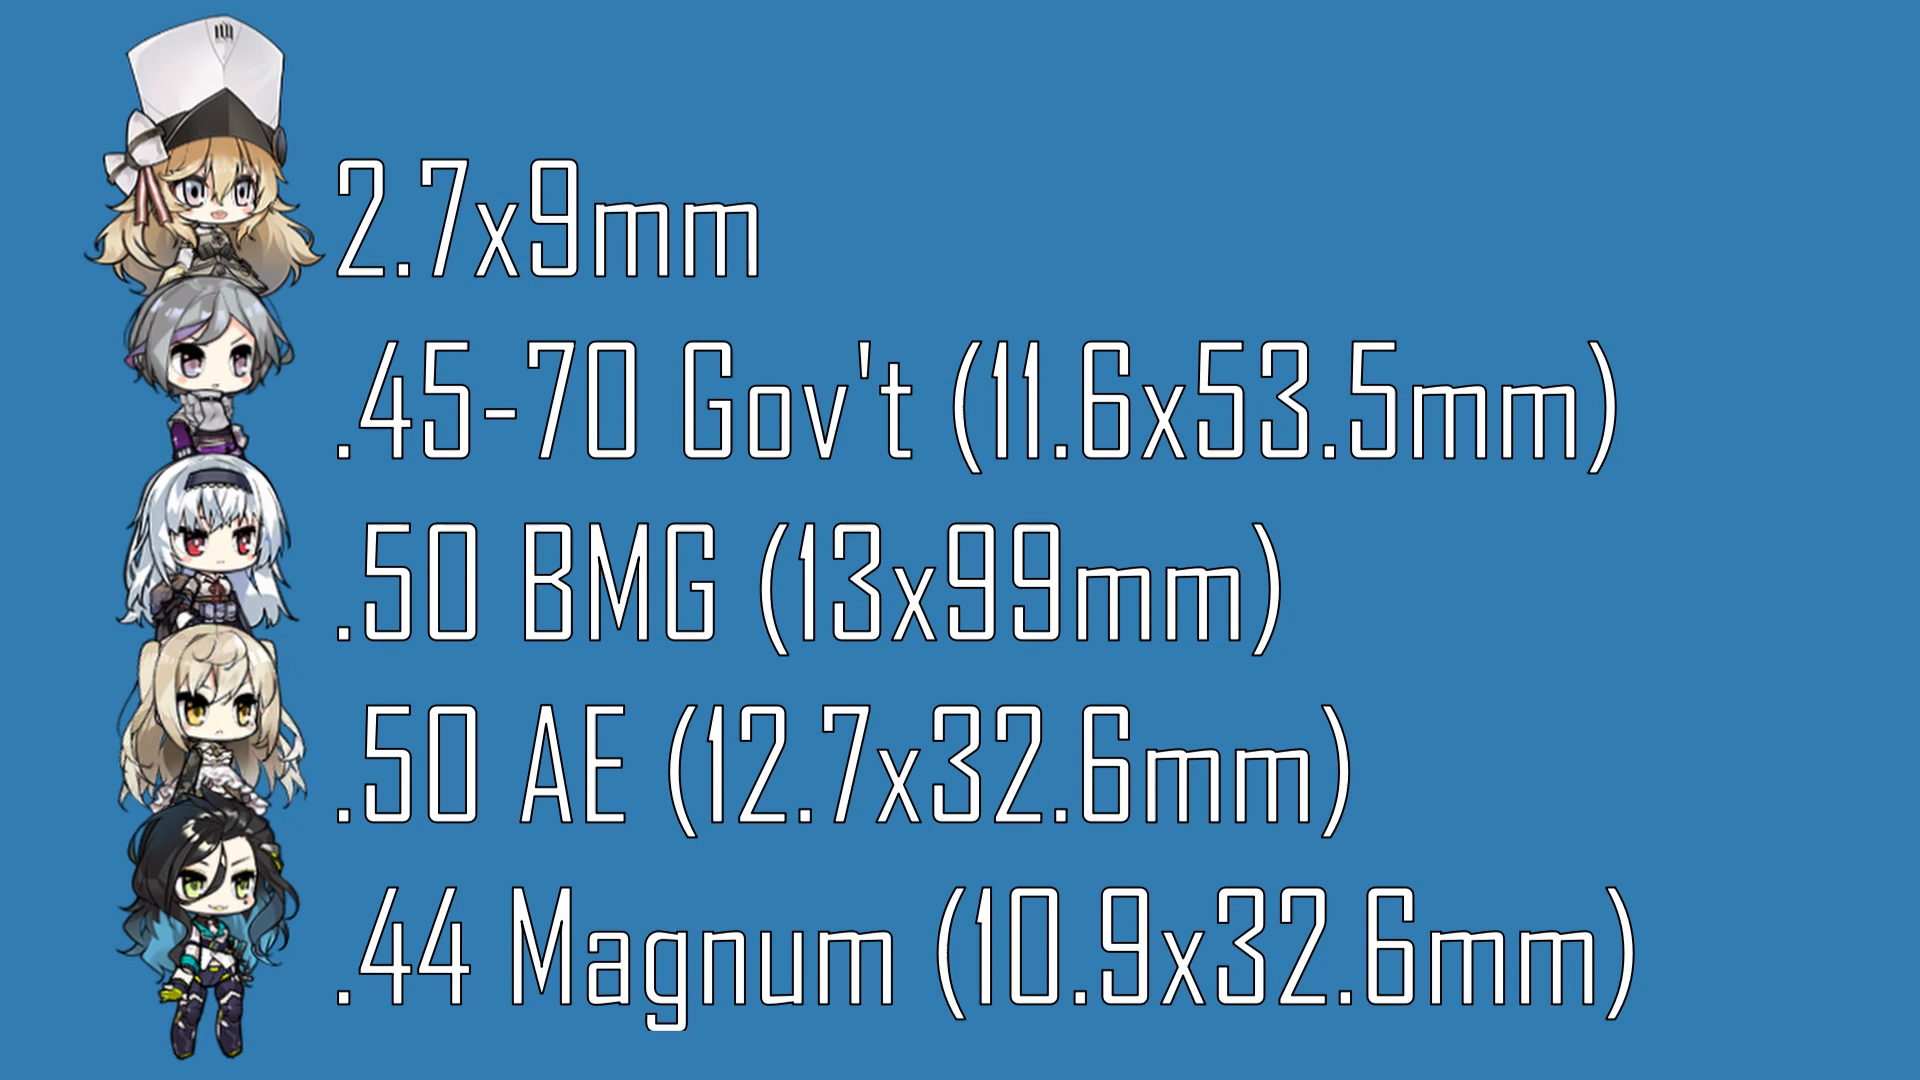 2.7x9mm
.45-70 Gov't (11.6x53.5mm)
.50 BMG (13x99mm)
.50 AE (12.7x32.6mm)
.44 Magnum (10.9x32.6mm)